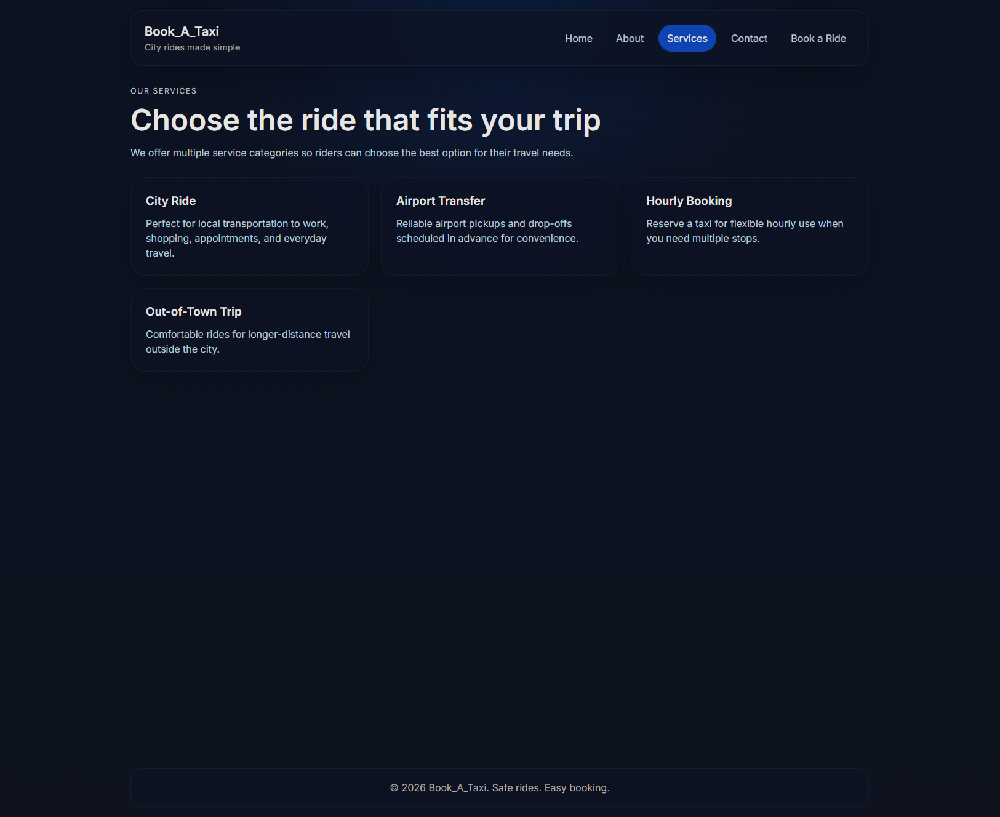 Book_A_Taxi
City rides made simple
Home About Services Contact Book a Ride
OUR SERVICES
Choose the ride that fits your trip
We offer multiple service categories so riders can choose the best option for their travel needs.
City Ride
Perfect for local transportation to work,
shopping, appointments, and everyday
travel.
Airport Transfer
Reliable airport pickups and drop-offs
scheduled in advance for convenience.
Hourly Booking
Reserve a taxi for flexible hourly use when
you need multiple stops.
Out-of-Town Trip
Comfortable rides for longer-distance travel
outside the city.
© 2026 Book_A_Taxi. Safe rides. Easy booking.